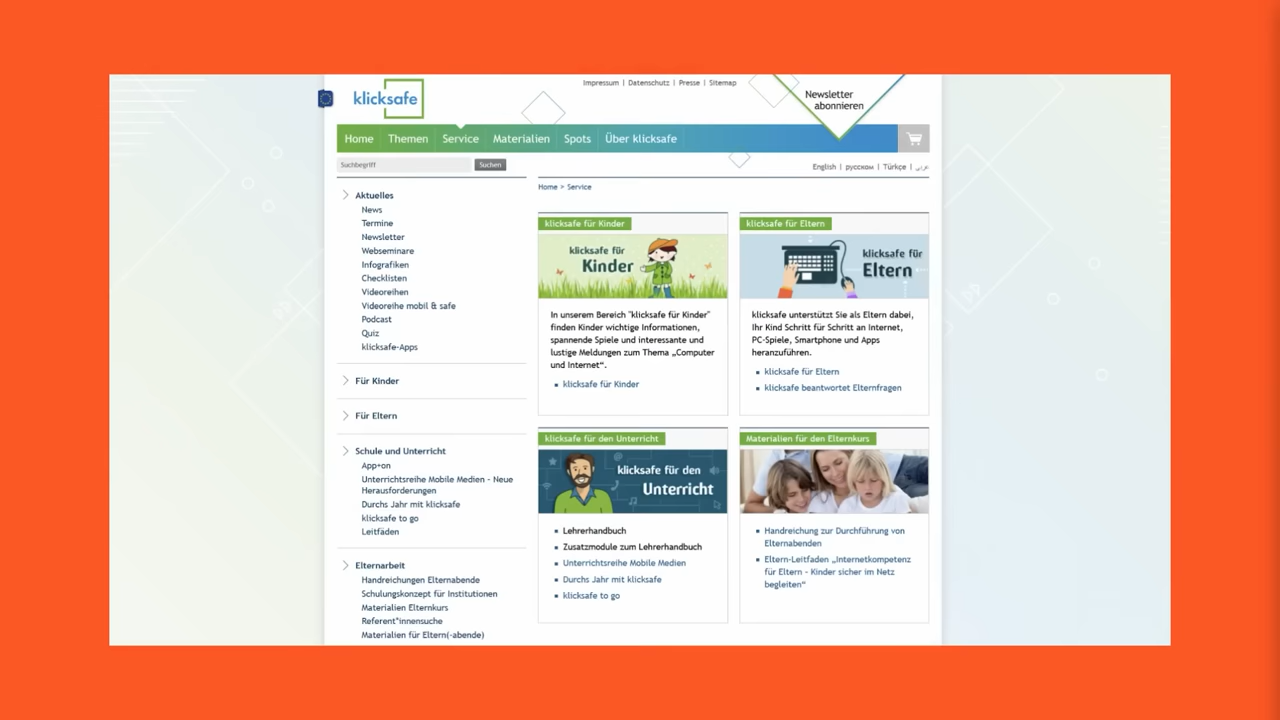 Impressum | Datenschutz | Presse | Sitemap
Newsletter
abonnieren
klicksafe
Home Themen Service Materialien Spots Über klicksafe
Suchbegriff Suchen
English | русском | Türkçe | عربي
Home > Service
Aktuelles
News
Termine
Newsletter
Webseminare
Infografiken
Checklisten
Videoreihen
Videoreihe mobil & safe
Podcast
Quiz
klicksafe-Apps
Für Kinder
Für Eltern
Schule und Unterricht
App+on
Unterrichtsreihe Mobile Medien - Neue
Herausforderungen
Durchs Jahr mit klicksafe
klicksafe to go
Leitfäden
Elternarbeit
Handreichungen Elternabende
Schulungskonzept für Institutionen
Materialien Elternkurs
Referent*innensuche
Materialien für Eltern(-abende)
klicksafe für Kinder
klicksafe für
Kinder
In unserem Bereich "klicksafe für Kinder"
finden Kinder wichtige Informationen,
spannende Spiele und interessante und
lustige Meldungen zum Thema „Computer
und Internet“.
klicksafe für Kinder
klicksafe für Eltern
klicksafe für
Eltern
klicksafe unterstützt Sie als Eltern dabei,
Ihr Kind Schritt für Schritt an Internet,
PC-Spiele, Smartphone und Apps
heranzuführen.
klicksafe für Eltern
klicksafe beantwortet Elternfragen
klicksafe für den Unterricht
klicksafe für den
Unterricht
Lehrerhandbuch
Zusatzmodule zum Lehrerhandbuch
Unterrichtsreihe Mobile Medien
Durchs Jahr mit klicksafe
klicksafe to go
Materialien für den Elternkurs
Handreichung zur Durchführung von
Elternabenden
Eltern-Leitfaden „Internetkompetenz
für Eltern - Kinder sicher im Netz
begleiten“